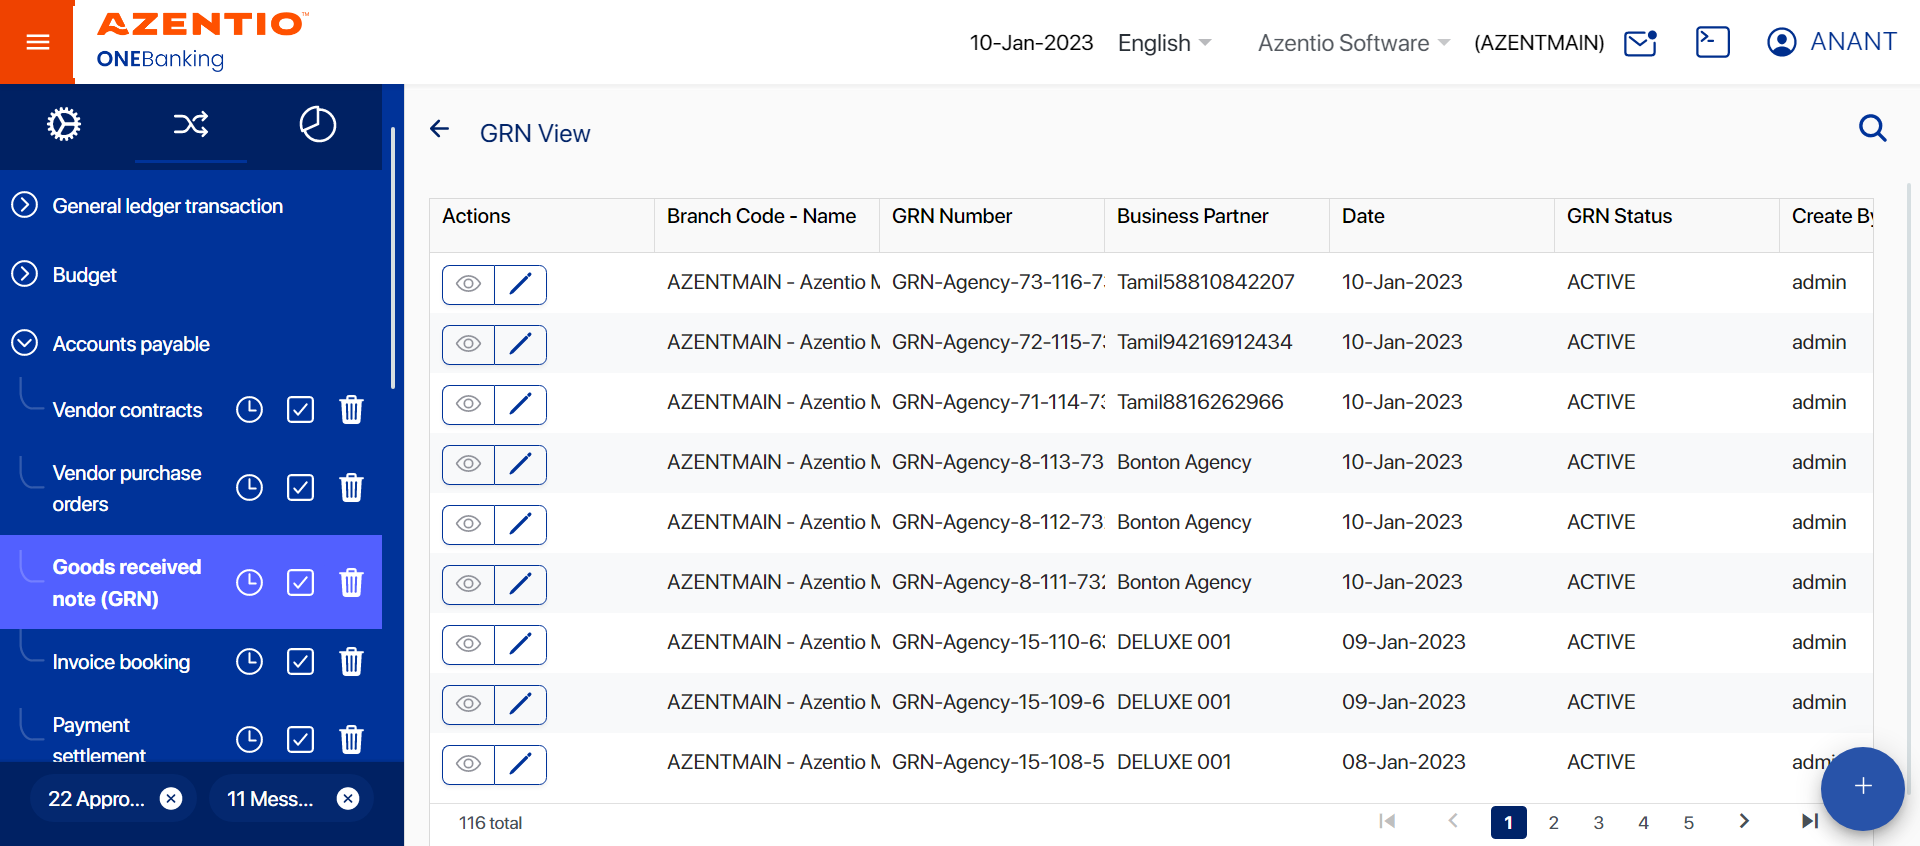 AZENTIO™
ONEBanking
10-Jan-2023 English Azentio Software (AZENTMAIN) ANANT
General ledger transaction
Budget
Accounts payable
Vendor contracts
Vendor purchase
orders
Goods received
note (GRN)
Invoice booking
Payment
settlement
22 Appro...
11 Mess...
GRN View
Actions Branch Code - Name GRN Number Business Partner Date GRN Status Create By
AZENTMAIN - Azentio M GRN-Agency-73-116-73 Tamil58810842207 10-Jan-2023 ACTIVE admin
AZENTMAIN - Azentio M GRN-Agency-72-115-73 Tamil94216912434 10-Jan-2023 ACTIVE admin
AZENTMAIN - Azentio M GRN-Agency-71-114-73 Tamil8816262966 10-Jan-2023 ACTIVE admin
AZENTMAIN - Azentio M GRN-Agency-8-113-73 Bonton Agency 10-Jan-2023 ACTIVE admin
AZENTMAIN - Azentio M GRN-Agency-8-112-73 Bonton Agency 10-Jan-2023 ACTIVE admin
AZENTMAIN - Azentio M GRN-Agency-8-111-732 Bonton Agency 10-Jan-2023 ACTIVE admin
AZENTMAIN - Azentio M GRN-Agency-15-110-63 DELUXE 001 09-Jan-2023 ACTIVE admin
AZENTMAIN - Azentio M GRN-Agency-15-109-6 DELUXE 001 09-Jan-2023 ACTIVE admin
AZENTMAIN - Azentio M GRN-Agency-15-108-5 DELUXE 001 08-Jan-2023 ACTIVE admi
116 total 1 2 3 4 5